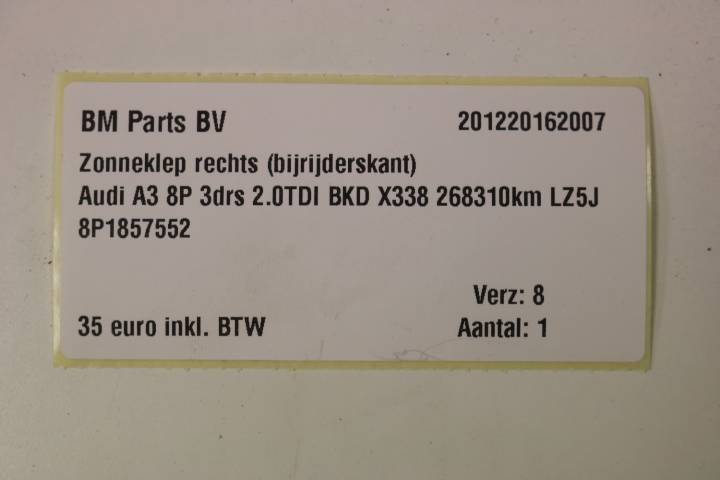 BM Parts BV 201220162007
Zonneklep rechts (bijrijderskant)
Audi A3 8P 3drs 2.0TDI BKD X338 268310km LZ5J
8P1857552
Verz: 8
35 euro inkl. BTW Aantal: 1